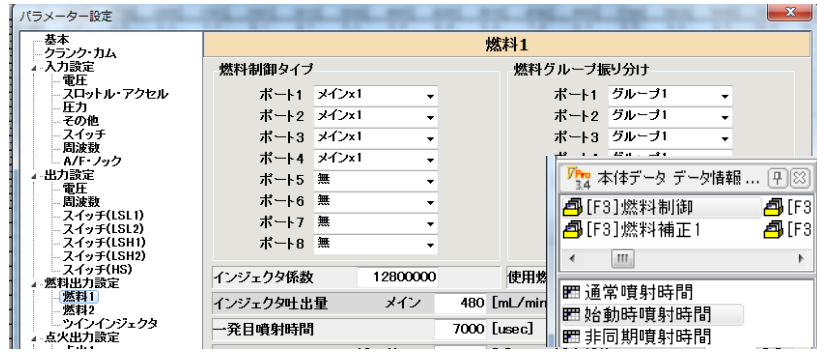 パラメーター設定
基本
クランク・カム
入力設定
電圧
スロットル・アクセル
圧力
その他
スイッチ
周波数
A/F・ノック
出力設定
電圧
周波数
スイッチ(LSL1)
スイッチ(LSL2)
スイッチ(LSH1)
スイッチ(LSH2)
スイッチ(HS)
燃料出力設定
燃料1
燃料2
ツインインジェクタ
点火出力設定
燃料1
燃料制御タイプ
ポート1 メインx1
ポート2 メインx1
ポート3 メインx1
ポート4 メインx1
ポート5 無
ポート6 無
ポート7 無
ポート8 無
燃料グループ振り分け
ポート1 グループ1
ポート2 グループ1
ポート3 グループ1
インジェクタ係数 12800000
使用燃
インジェクタ吐出量 メイン 480 [mL/min
一発目噴射時間 7000 [usec]
VPro 3.4 本体データ データ情報 ...
[F3]燃料制御 [F3
[F3]燃料補正1 [F3
通常噴射時間
始動時噴射時間
非同期噴射時間